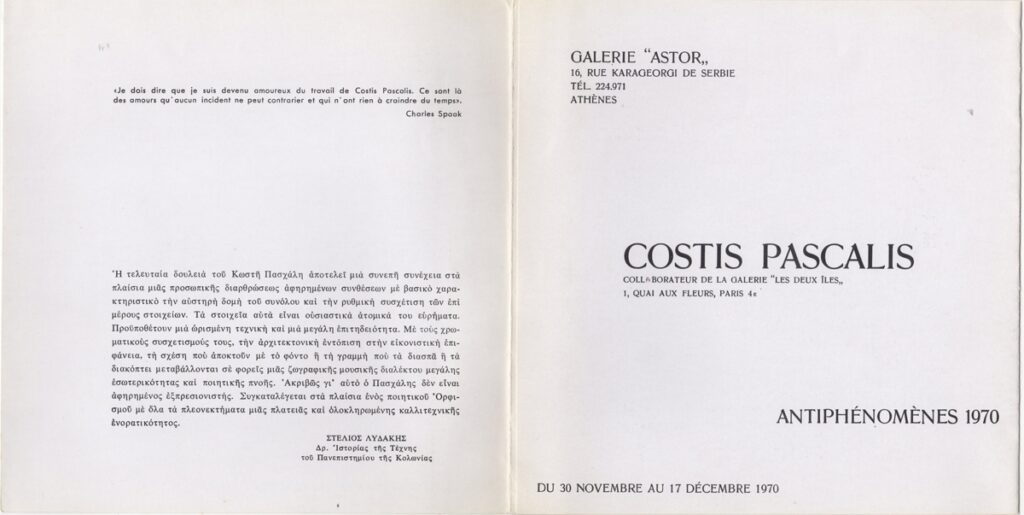 «Je dois dire que je suis devenu amoureux du travail de Costis Pascalis. Ce sont là
des amours qu'aucun incident ne peut contrarier et qui n'ont rien à craindre du temps».
Charles Spaak
Ἡ τελευταία δουλειὰ τοῦ Κωστῆ Πασχάλη ἀποτελεῖ μιὰ συνεπῆ συνέχεια στὰ
πλαίσια μιᾶς προσωπικῆς διαρθρώσεως ἀφηρημένων συνθέσεων μὲ βασικὸ χαρα-
κτηριστικὸ τὴν αὐστηρὴ δομὴ τοῦ συνόλου καὶ τὴν ρυθμικὴ συσχέτιση τῶν ἐπὶ
μέρους στοιχείων. Τὰ στοιχεῖα αὐτὰ εἶναι οὐσιαστικὰ ἀτομικά του εὑρήματα.
Προϋποθέτουν μιὰ ὡρισμένη τεχνικὴ καὶ μιὰ μεγάλη ἐπιτηδειότητα. Μὲ τοὺς χρω-
ματικοὺς συσχετισμούς τους, τὴν ἀρχιτεκτονικὴ ἐντόπιση στὴν εἰκονιστικὴ ἐπι-
φάνεια, τὴ σχέση ποὺ ἀποκτοῦν μὲ τὸ φόντο ἢ τὴ γραμμὴ ποὺ τὰ διασπᾶ ἢ τὰ
διακόπτει μεταβάλλονται σὲ φορεῖς μιᾶς ζωγραφικῆς μουσικῆς διαλέκτου μεγάλης
ἐσωτερικότητας καὶ ποιητικῆς πνοῆς. Ἀκριβῶς γι' αὐτὸ ὁ Πασχάλης δὲν εἶναι
ἀφηρημένος ἐξπρεσιονιστής. Συγκαταλέγεται στὰ πλαίσια ἑνὸς ποιητικοῦ Ὀρφι-
σμοῦ μὲ ὅλα τὰ πλεονεκτήματα μιᾶς πλατειᾶς καὶ ὁλοκληρωμένης καλλιτεχνικῆς
ἐνορατικότητος.
ΣΤΕΛΙΟΣ ΛΥΔΑΚΗΣ
Δρ. Ἱστορίας τῆς Τέχνης
τοῦ Πανεπιστημίου τῆς Κολωνίας
GALERIE "ASTOR„
16, RUE KARAGEORGI DE SERBIE
TÉL. 224.971
ATHÈNES
COSTIS PASCALIS
COLLABORATEUR DE LA GALERIE "LES DEUX ÎLES„
1, QUAI AUX FLEURS, PARIS 4e
ANTIPHÉNOMÈNES 1970
DU 30 NOVEMBRE AU 17 DÉCEMBRE 1970